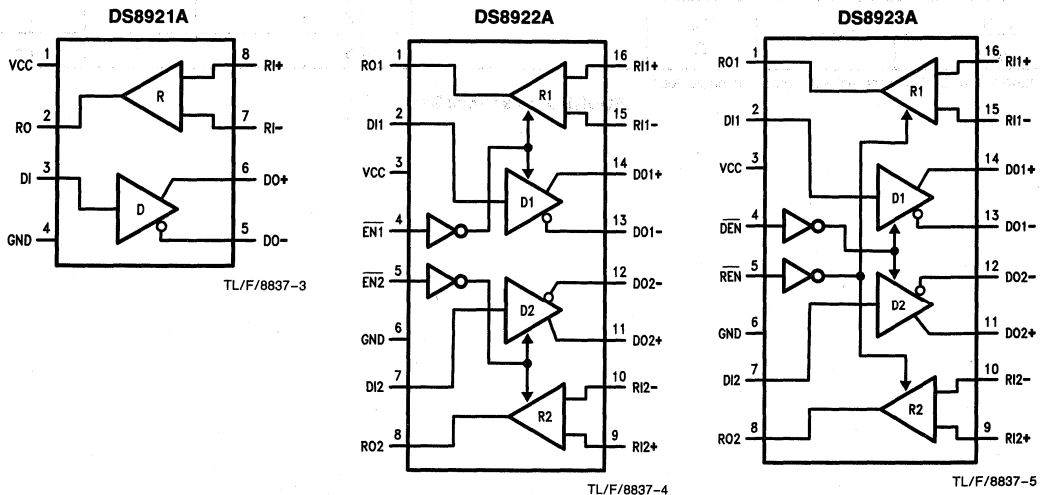 DS8921A
1
VCC
8
RI+
R
2
RO
7
RI-
3
DI
6
DO+
D
4
GND
5
DO-
TL/F/8837-3
DS8922A
1
RO1
16
RI1+
R1
2
DI1
15
RI1-
3
VCC
14
DO1+
D1
4
EN1
13
DO1-
5
EN2
12
DO2-
D2
6
GND
11
DO2+
7
DI2
10
RI2-
R2
8
RO2
9
RI2+
TL/F/8837-4
DS8923A
1
RO1
16
RI1+
R1
2
DI1
15
RI1-
3
VCC
14
DO1+
D1
4
DEN
13
DO1-
5
REN
12
DO2-
D2
6
GND
11
DO2+
7
DI2
10
RI2-
R2
8
RO2
9
RI2+
TL/F/8837-5